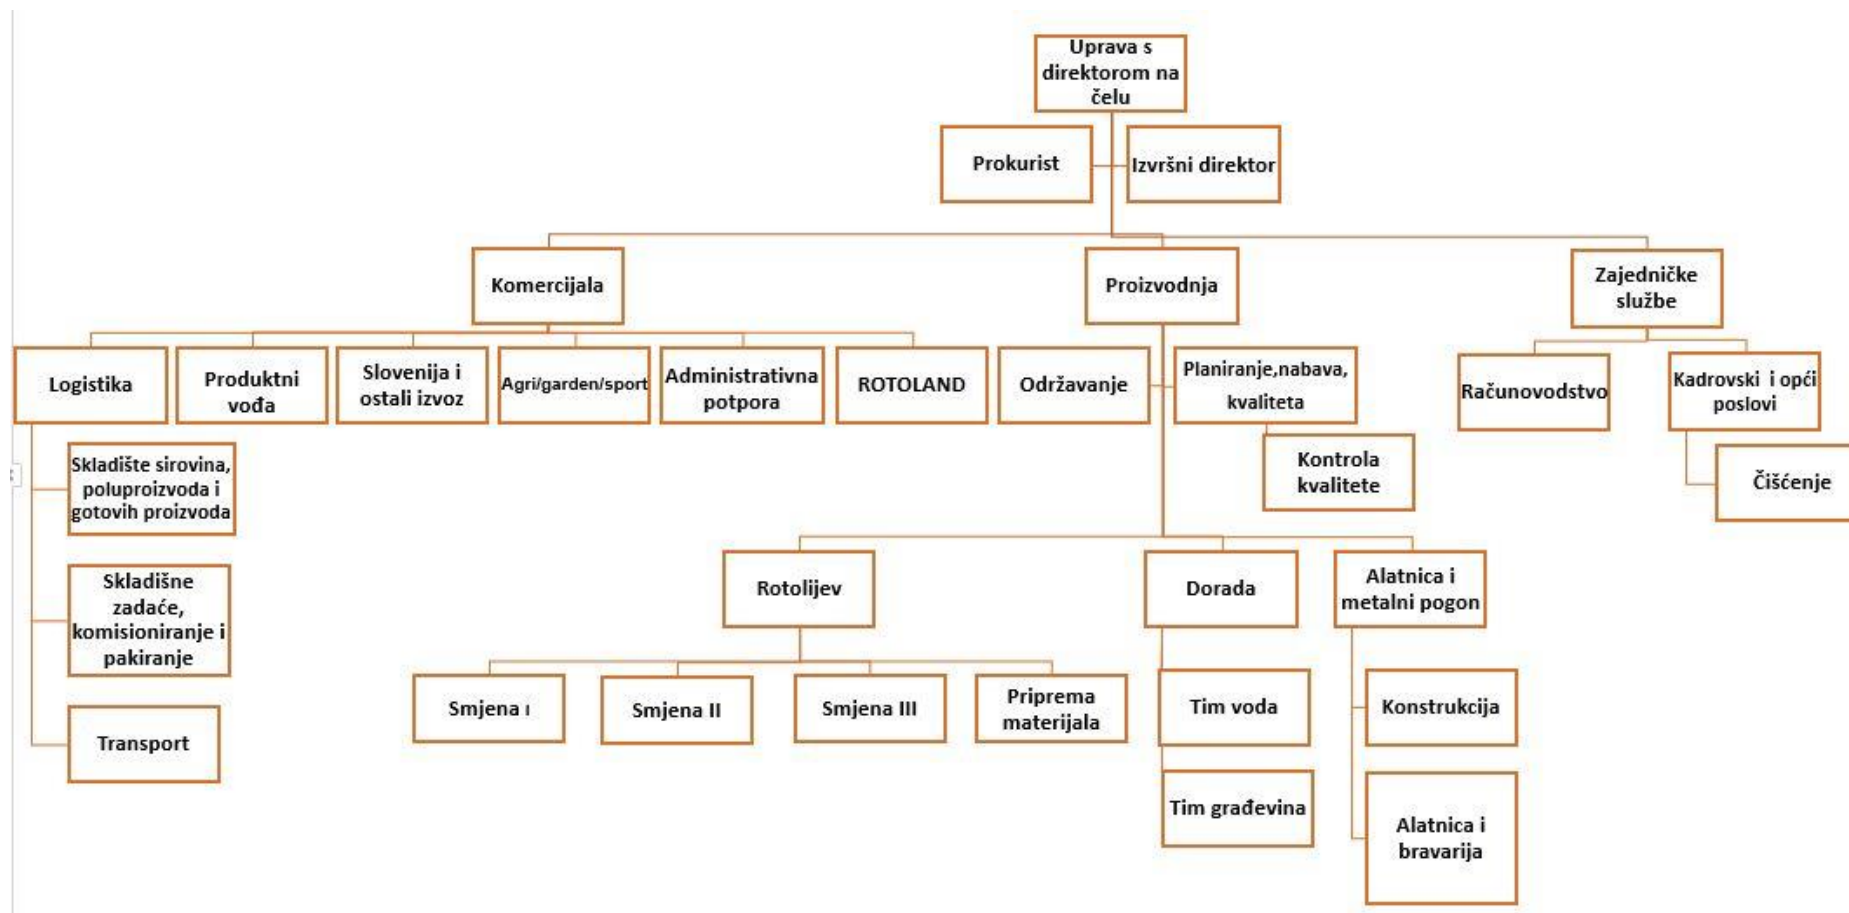 Uprava s
direktorom na
čelu
Prokurist
Izvršni direktor
Komercijala
Proizvodnja
Zajedničke
službe
Logistika
Produktni
vođa
Slovenija i
ostali izvoz
Agri/garden/sport
Administrativna
potpora
ROTOLAND
Održavanje
Planiranje,nabava,
kvaliteta
Računovodstvo
Kadrovski i opći
poslovi
Skladište sirovina,
poluproizvoda i
gotovih proizvoda
Kontrola
kvalitete
Čišćenje
Skladišne
zadaće,
komisioniranje i
pakiranje
Rotolijev
Dorada
Alatnica i
metalni pogon
Transport
Smjena I
Smjena II
Smjena III
Priprema
materijala
Tim voda
Konstrukcija
Tim građevina
Alatnica i
bravarija